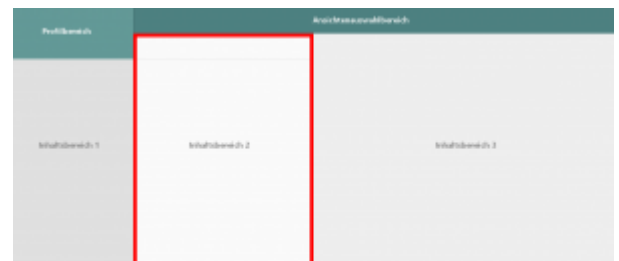 Ansichtenauswahlbereich
Profilbereich
Inhaltsbereich 1
Inhaltsbereich 2
Inhaltsbereich 3